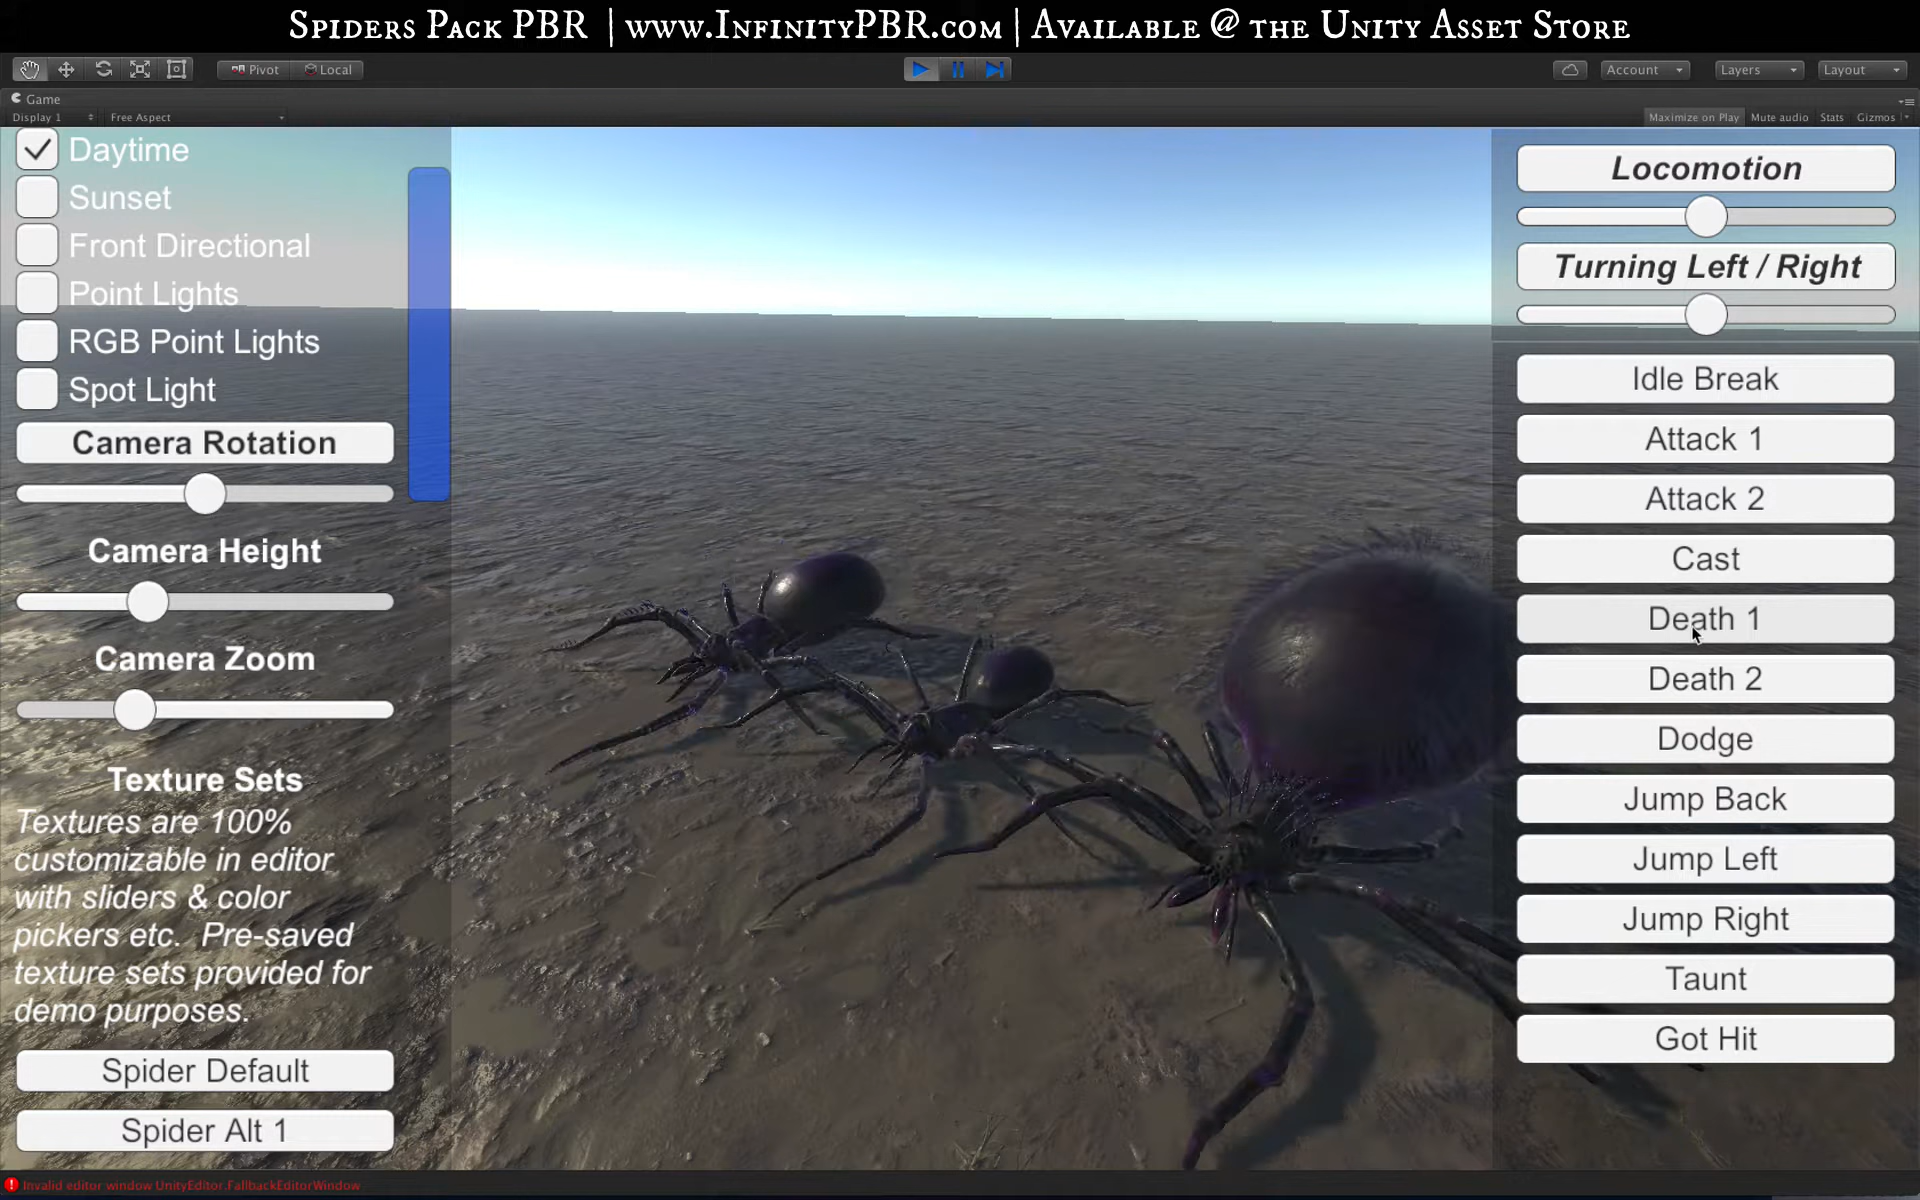 Spiders Pack PBR | www.InfinityPBR.com | Available @ the Unity Asset Store
Pivot Local Account Layers Layout
Game
Display 1 Free Aspect Maximize on Play Mute audio Stats Gizmos
Daytime
Sunset
Front Directional
Point Lights
RGB Point Lights
Spot Light
Camera Rotation
Camera Height
Camera Zoom
Texture Sets
Textures are 100%
customizable in editor
with sliders & color
pickers etc. Pre-saved
texture sets provided for
demo purposes.
Spider Default
Spider Alt 1
Locomotion
Turning Left / Right
Idle Break
Attack 1
Attack 2
Cast
Death 1
Death 2
Dodge
Jump Back
Jump Left
Jump Right
Taunt
Got Hit
Invalid editor window UnityEditor.FallbackEditorWindow